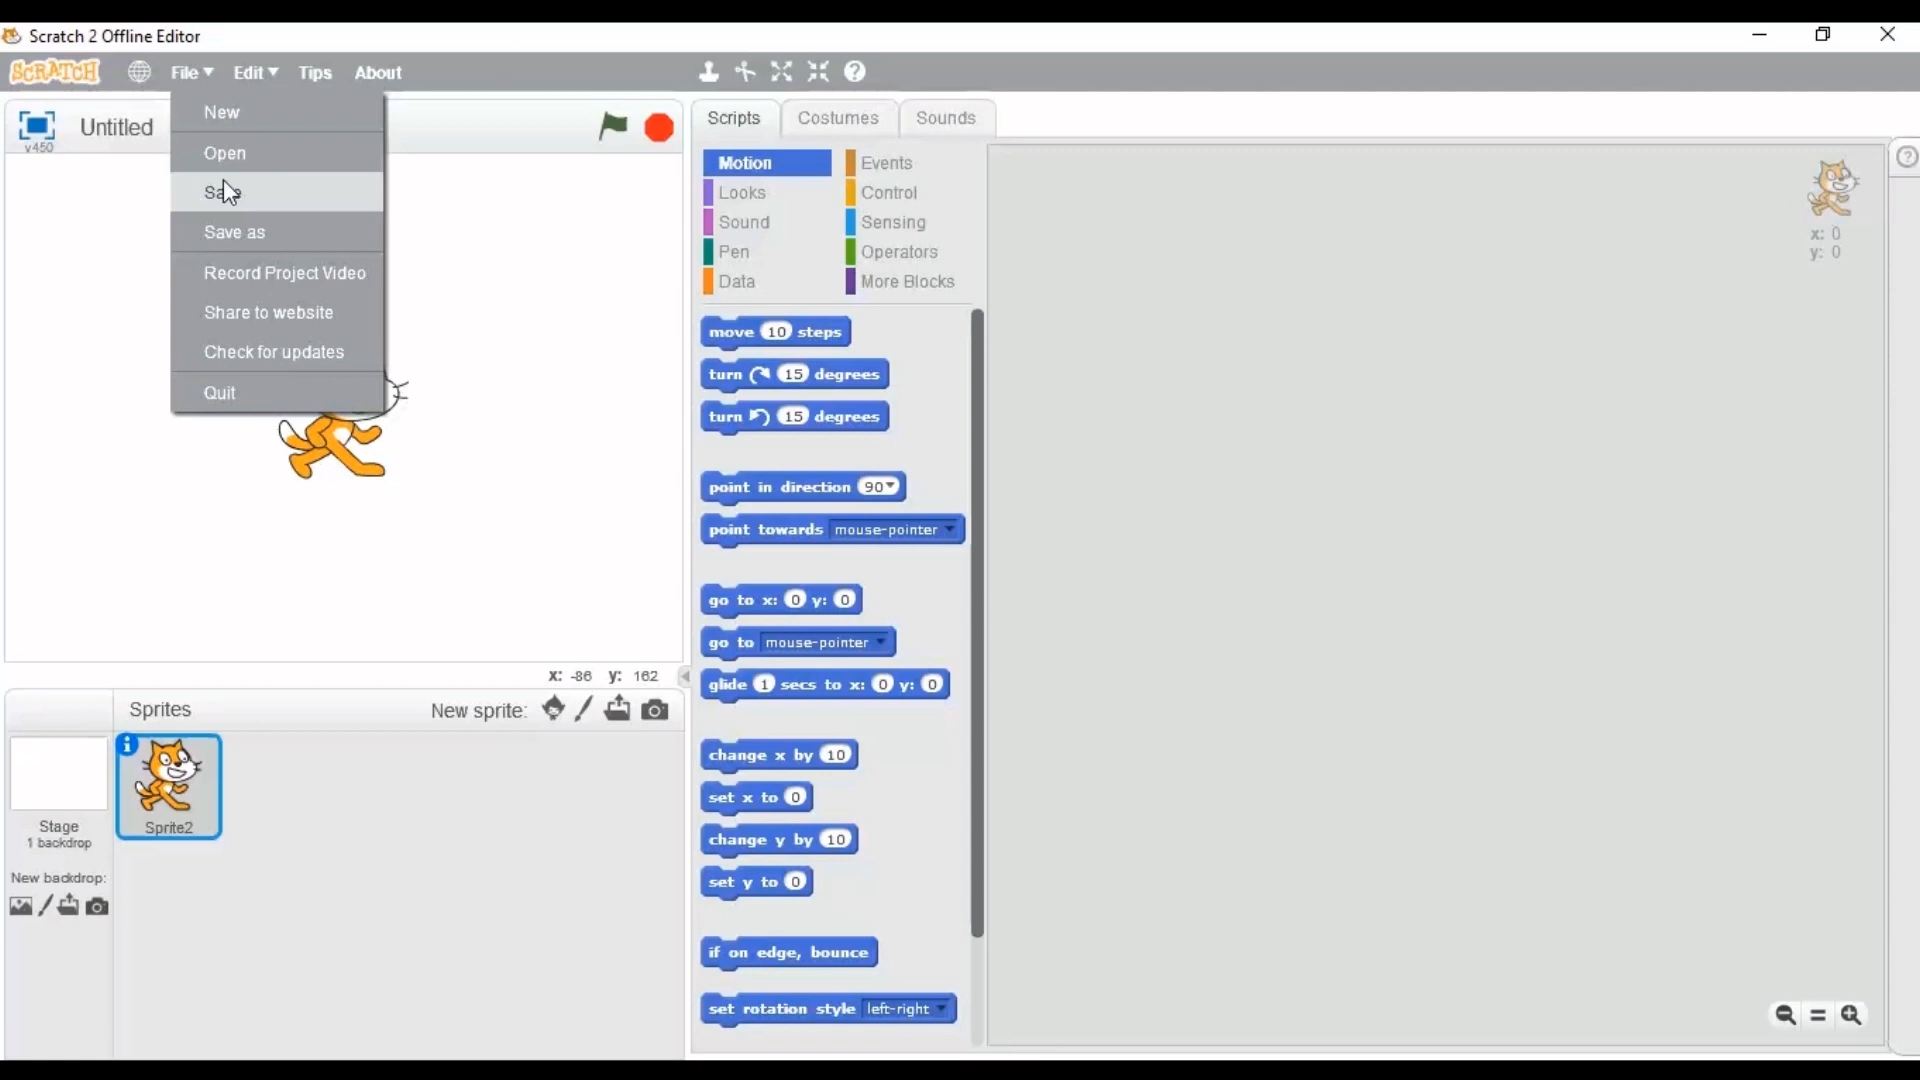 Scratch 2 Offline Editor
SCRATCH File Edit Tips About
New
Open
Save
Save as
Record Project Video
Share to website
Check for updates
Quit
v450
Untitled
x: -86 y: 162
Sprites
New sprite:
Stage
1 backdrop
New backdrop:
Sprite2
Scripts Costumes Sounds
Motion Events
Looks Control
Sound Sensing
Pen Operators
Data More Blocks
move 10 steps
turn 15 degrees
turn 15 degrees
point in direction 90
point towards mouse-pointer
go to x: 0 y: 0
go to mouse-pointer
glide 1 secs to x: 0 y: 0
change x by 10
set x to 0
change y by 10
set y to 0
if on edge, bounce
set rotation style left-right
x: 0
y: 0